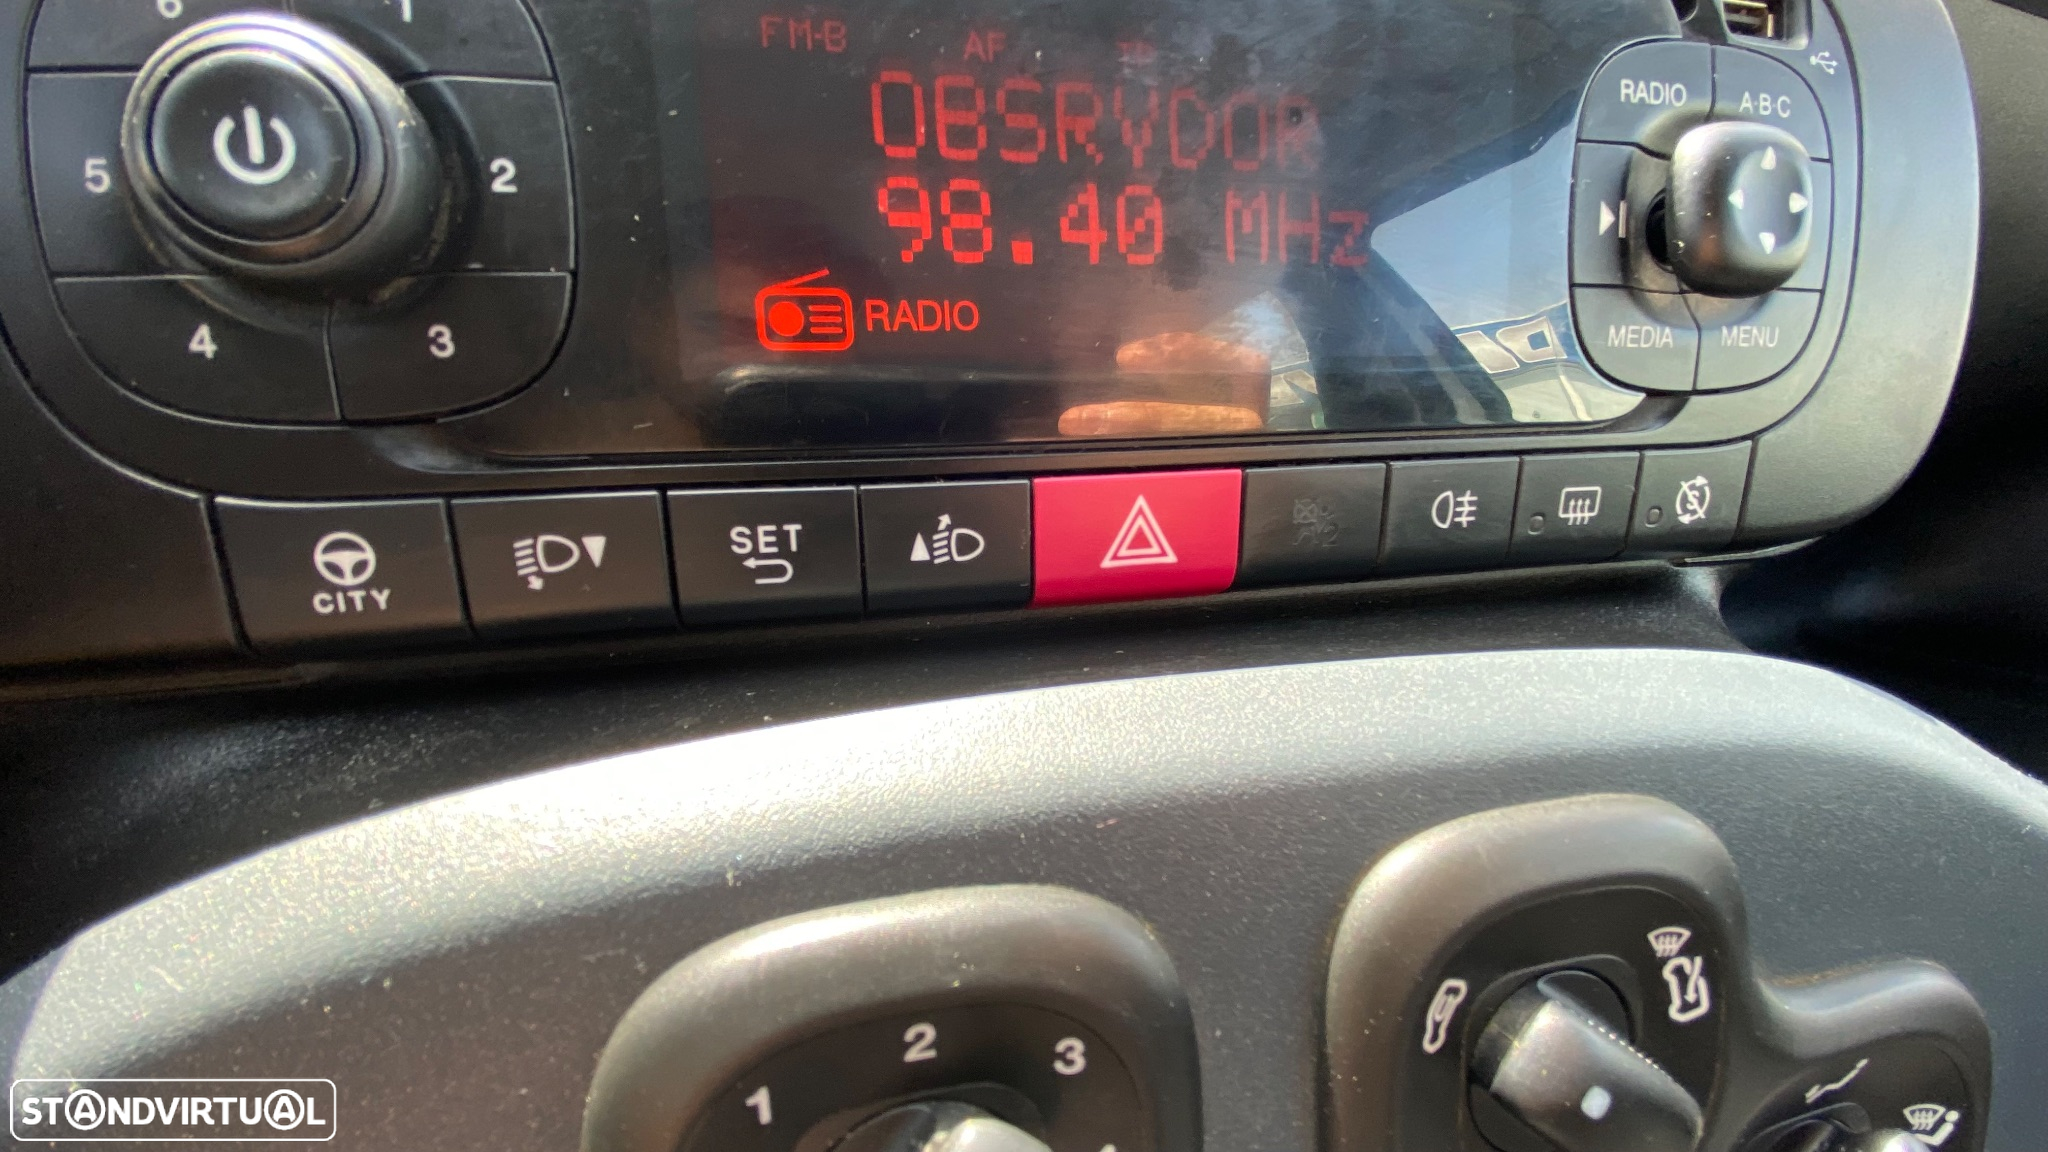 6 1
5 2
4 3
FM-B AF
OBSRVDOR
98.40 MHz
RADIO
RADIO A·B·C
MEDIA MENU
CITY
SET
1 2 3
STANDVIRTUAL